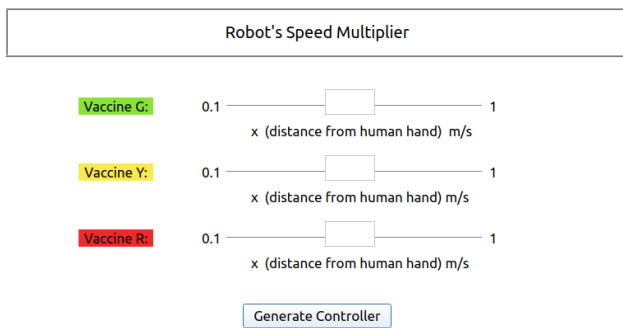 Robot's Speed Multiplier
Vaccine G: 0.1 1
x (distance from human hand) m/s
Vaccine Y: 0.1 1
x (distance from human hand) m/s
Vaccine R: 0.1 1
x (distance from human hand) m/s
Generate Controller